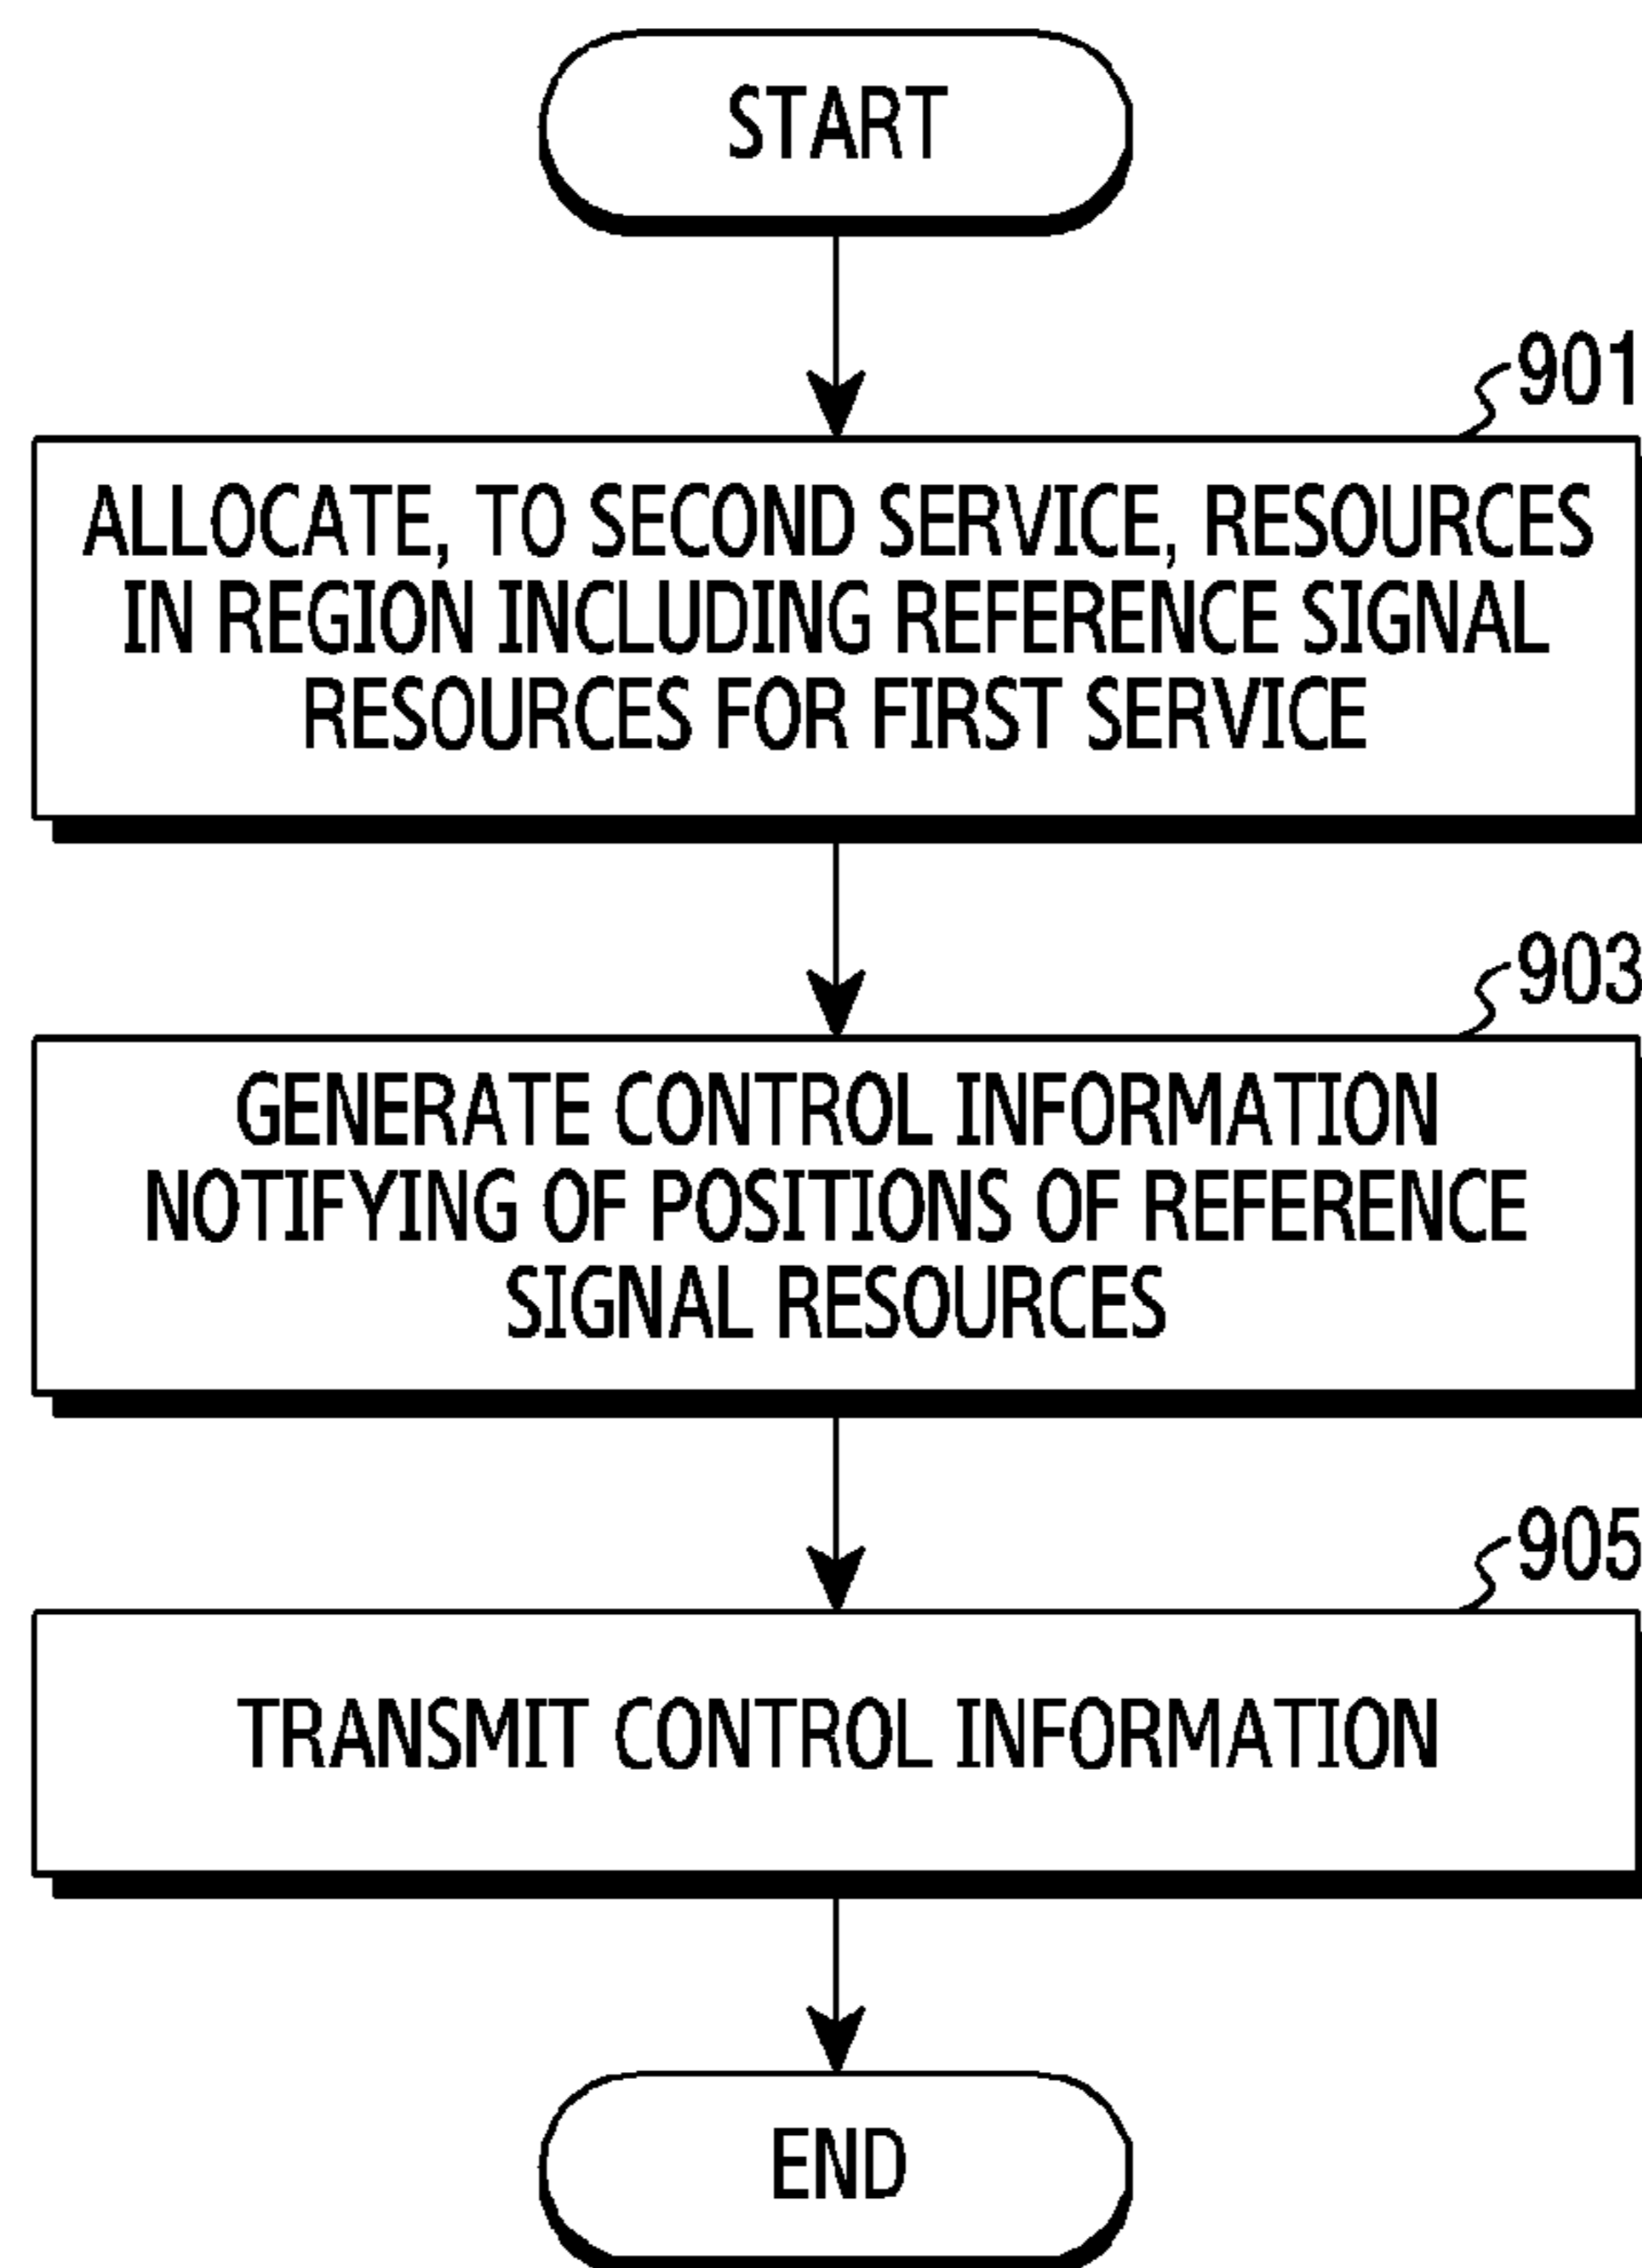 START
901
ALLOCATE, TO SECOND SERVICE, RESOURCES
IN REGION INCLUDING REFERENCE SIGNAL
RESOURCES FOR FIRST SERVICE
903
GENERATE CONTROL INFORMATION
NOTIFYING OF POSITIONS OF REFERENCE
SIGNAL RESOURCES
905
TRANSMIT CONTROL INFORMATION
END